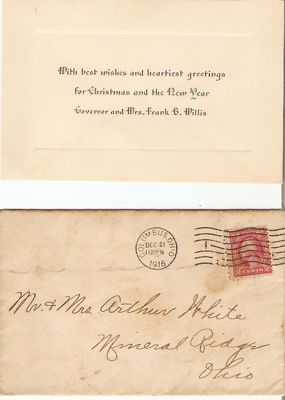 With best wishes and heartiest greetings
for Christmas and the New Year
Governor and Mrs. Frank B. Willis
COLUMBUS, OHIO
DEC 21
1916
CENTS
Mr. & Mrs. Arthur White
Mineral Ridge
Ohio